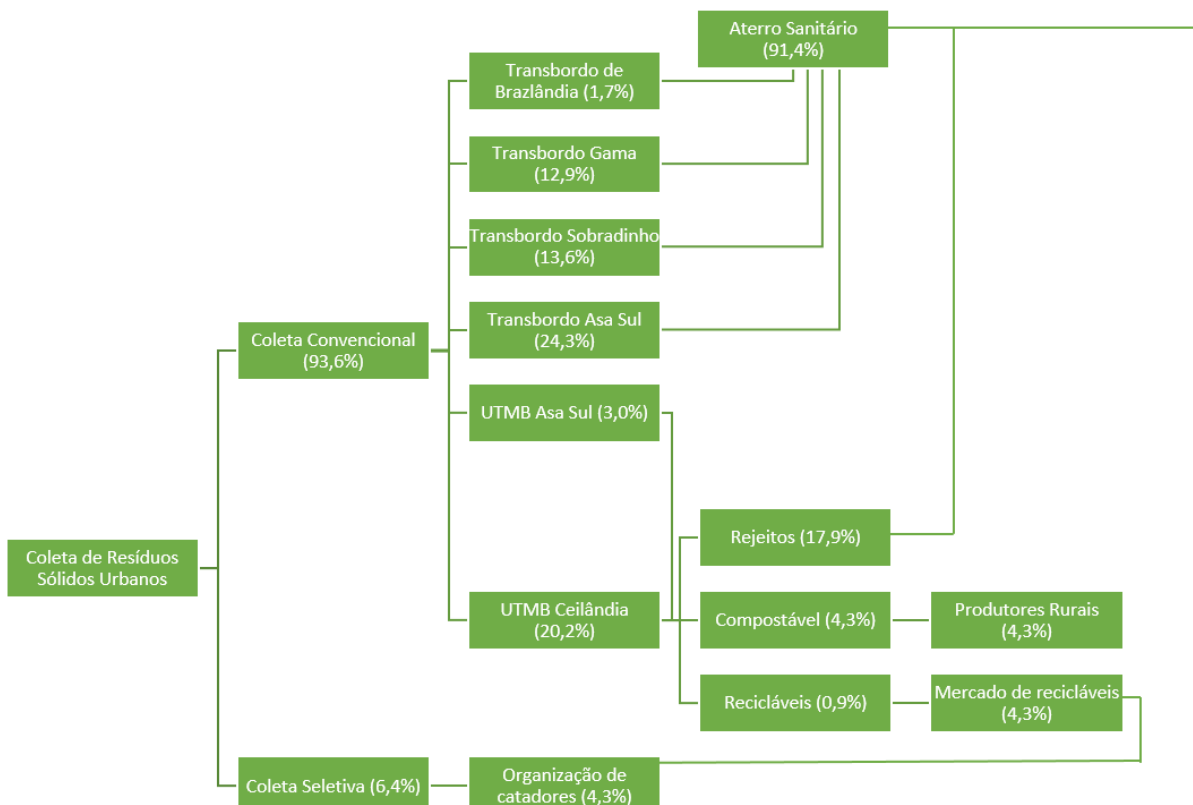 Aterro Sanitário
(91,4%)
Transbordo de
Brazlândia (1,7%)
Transbordo Gama
(12,9%)
Transbordo Sobradinho
(13,6%)
Transbordo Asa Sul
(24,3%)
Coleta Convencional
(93,6%)
UTMB Asa Sul (3,0%)
Rejeitos (17,9%)
Coleta de Resíduos
Sólidos Urbanos
UTMB Ceilândia
(20,2%)
Compostável (4,3%)
Produtores Rurais
(4,3%)
Recicláveis (0,9%)
Mercado de recicláveis
(4,3%)
Coleta Seletiva (6,4%)
Organização de
catadores (4,3%)